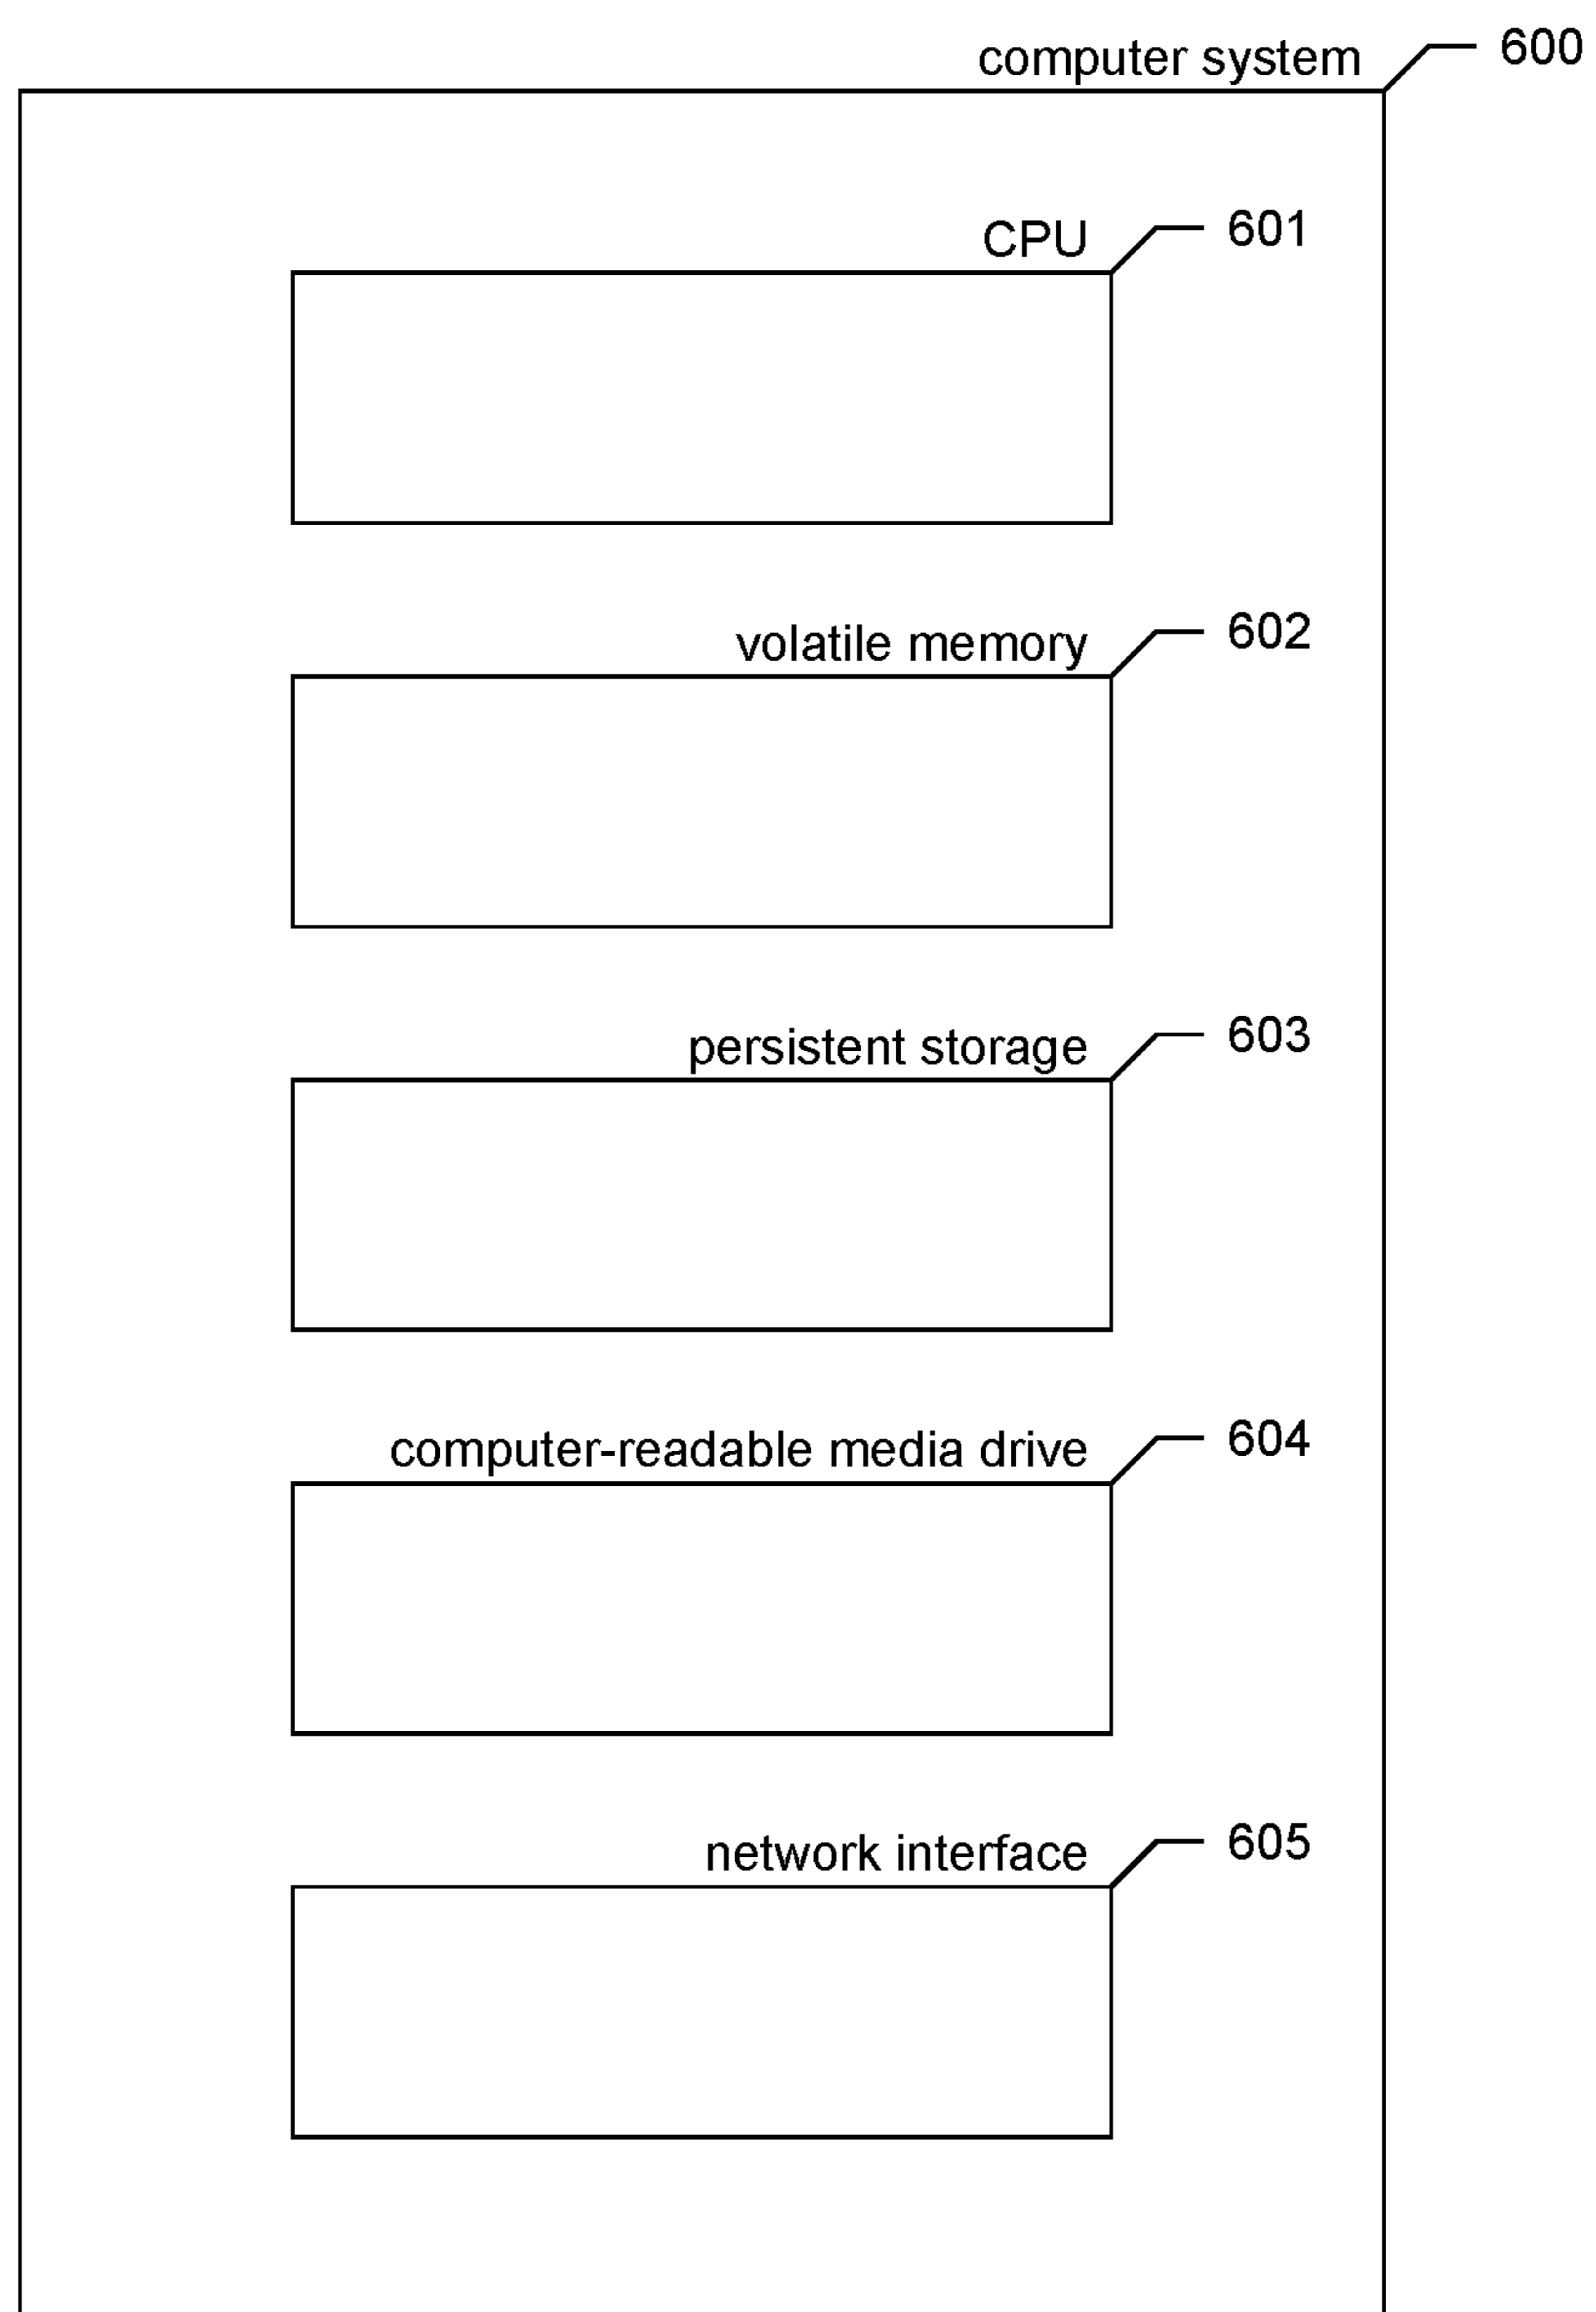 computer system 600
CPU 601
volatile memory 602
persistent storage 603
computer-readable media drive 604
network interface 605